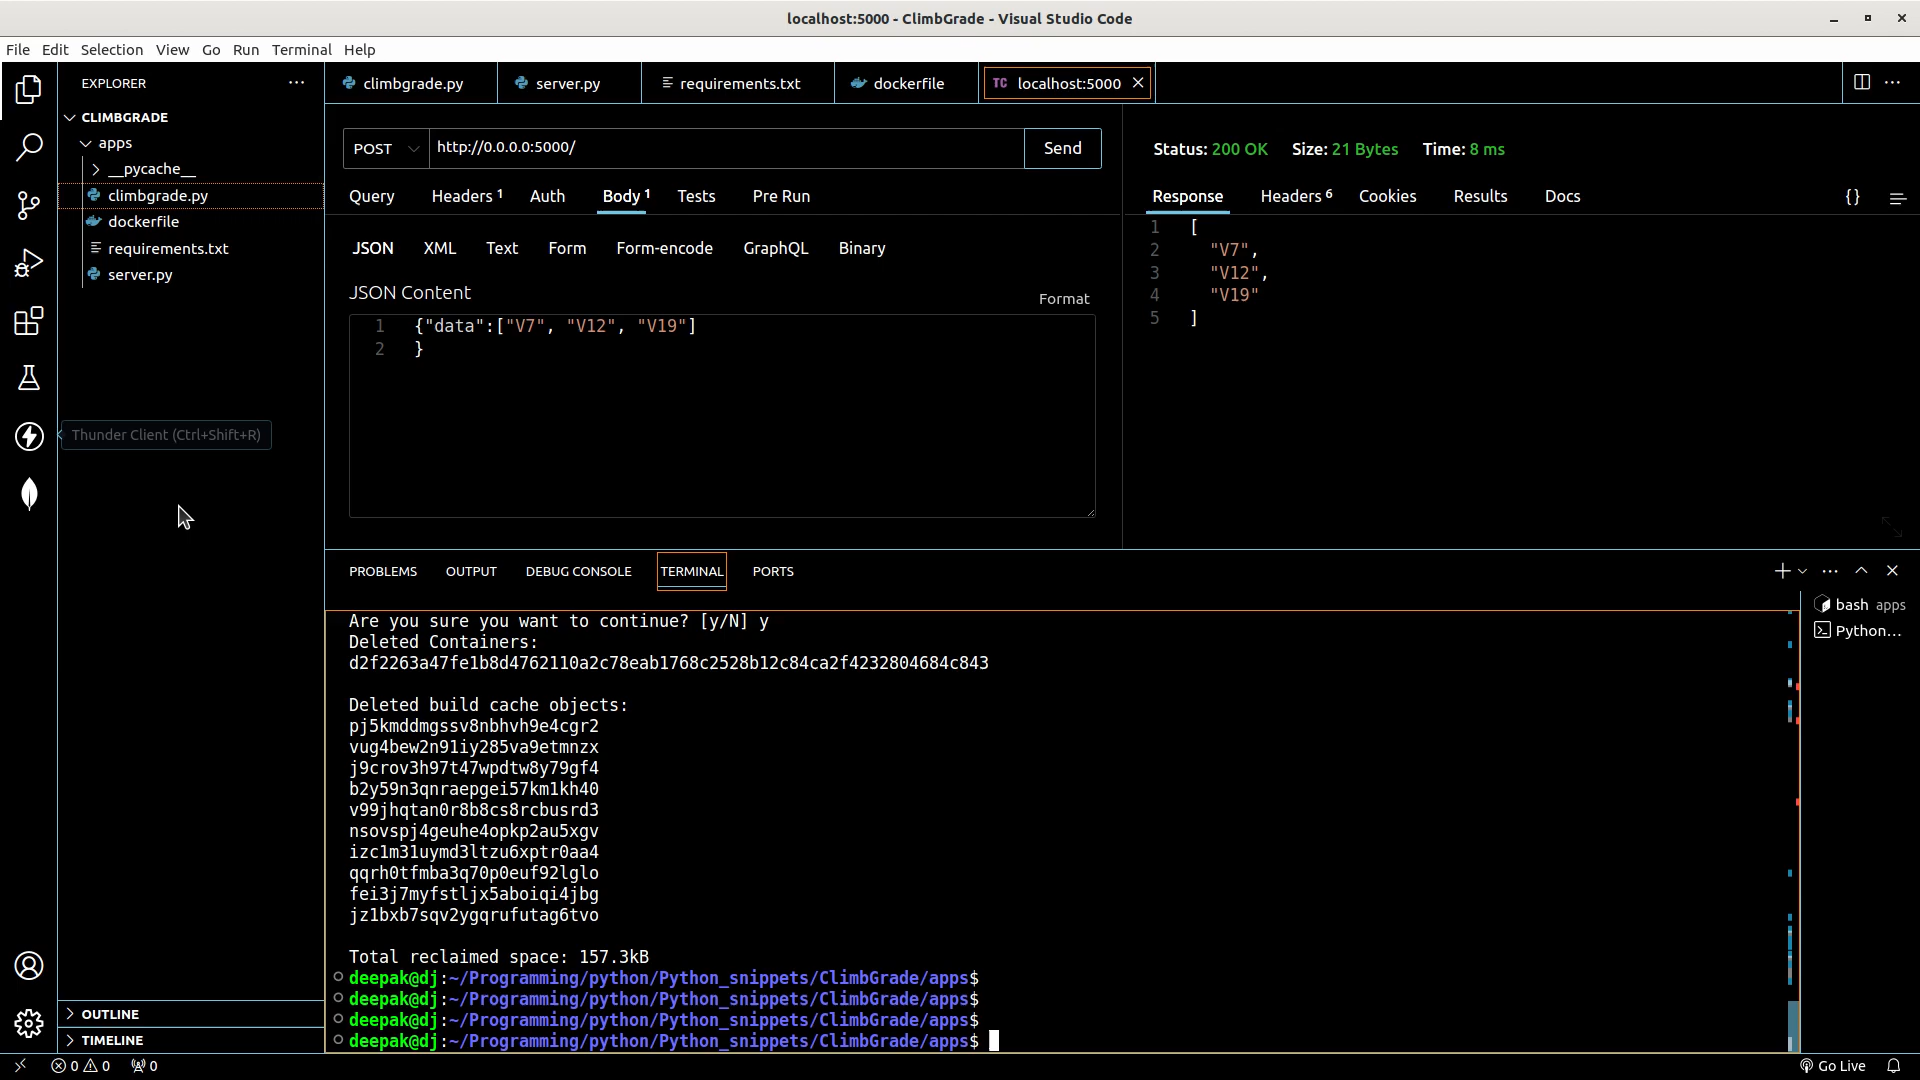 localhost:5000 - ClimbGrade - Visual Studio Code
File Edit Selection View Go Run Terminal Help
EXPLORER
CLIMBGRADE
apps
__pycache__
climbgrade.py
dockerfile
requirements.txt
server.py
Thunder Client (Ctrl+Shift+R)
OUTLINE
TIMELINE
climbgrade.py server.py requirements.txt dockerfile TC localhost:5000
POST http://0.0.0.0:5000/ Send
Query Headers 1 Auth Body 1 Tests Pre Run
JSON XML Text Form Form-encode GraphQL Binary
JSON Content
Format
1 {"data":["V7", "V12", "V19"]
2 }
Status: 200 OK Size: 21 Bytes Time: 8 ms
Response Headers 6 Cookies Results Docs {}
1 [
2 "V7",
3 "V12",
4 "V19"
5 ]
PROBLEMS OUTPUT DEBUG CONSOLE TERMINAL PORTS
Are you sure you want to continue? [y/N] y
Deleted Containers:
d2f2263a47fe1b8d4762110a2c78eab1768c2528b12c84ca2f4232804684c843
Deleted build cache objects:
pj5kmddmgssv8nbhvh9e4cgr2
vug4bew2n91iy285va9etmnzx
j9crov3h97t47wpdtw8y79gf4
b2y59n3qnraepgei57km1kh40
v99jhqtan0r8b8cs8rcbusrd3
nsovspj4geuhe4opkp2au5xgv
izc1m31uymd3ltzu6xptr0aa4
qqrh0tfmba3q70p0euf92lglo
fei3j7myfstljx5aboiqi4jbg
jz1bxb7sqv2ygqrufutag6tvo
Total reclaimed space: 157.3kB
deepak@dj:~/Programming/python/Python_snippets/ClimbGrade/apps$
deepak@dj:~/Programming/python/Python_snippets/ClimbGrade/apps$
deepak@dj:~/Programming/python/Python_snippets/ClimbGrade/apps$
deepak@dj:~/Programming/python/Python_snippets/ClimbGrade/apps$
bash apps
Python...
0 0 0 Go Live